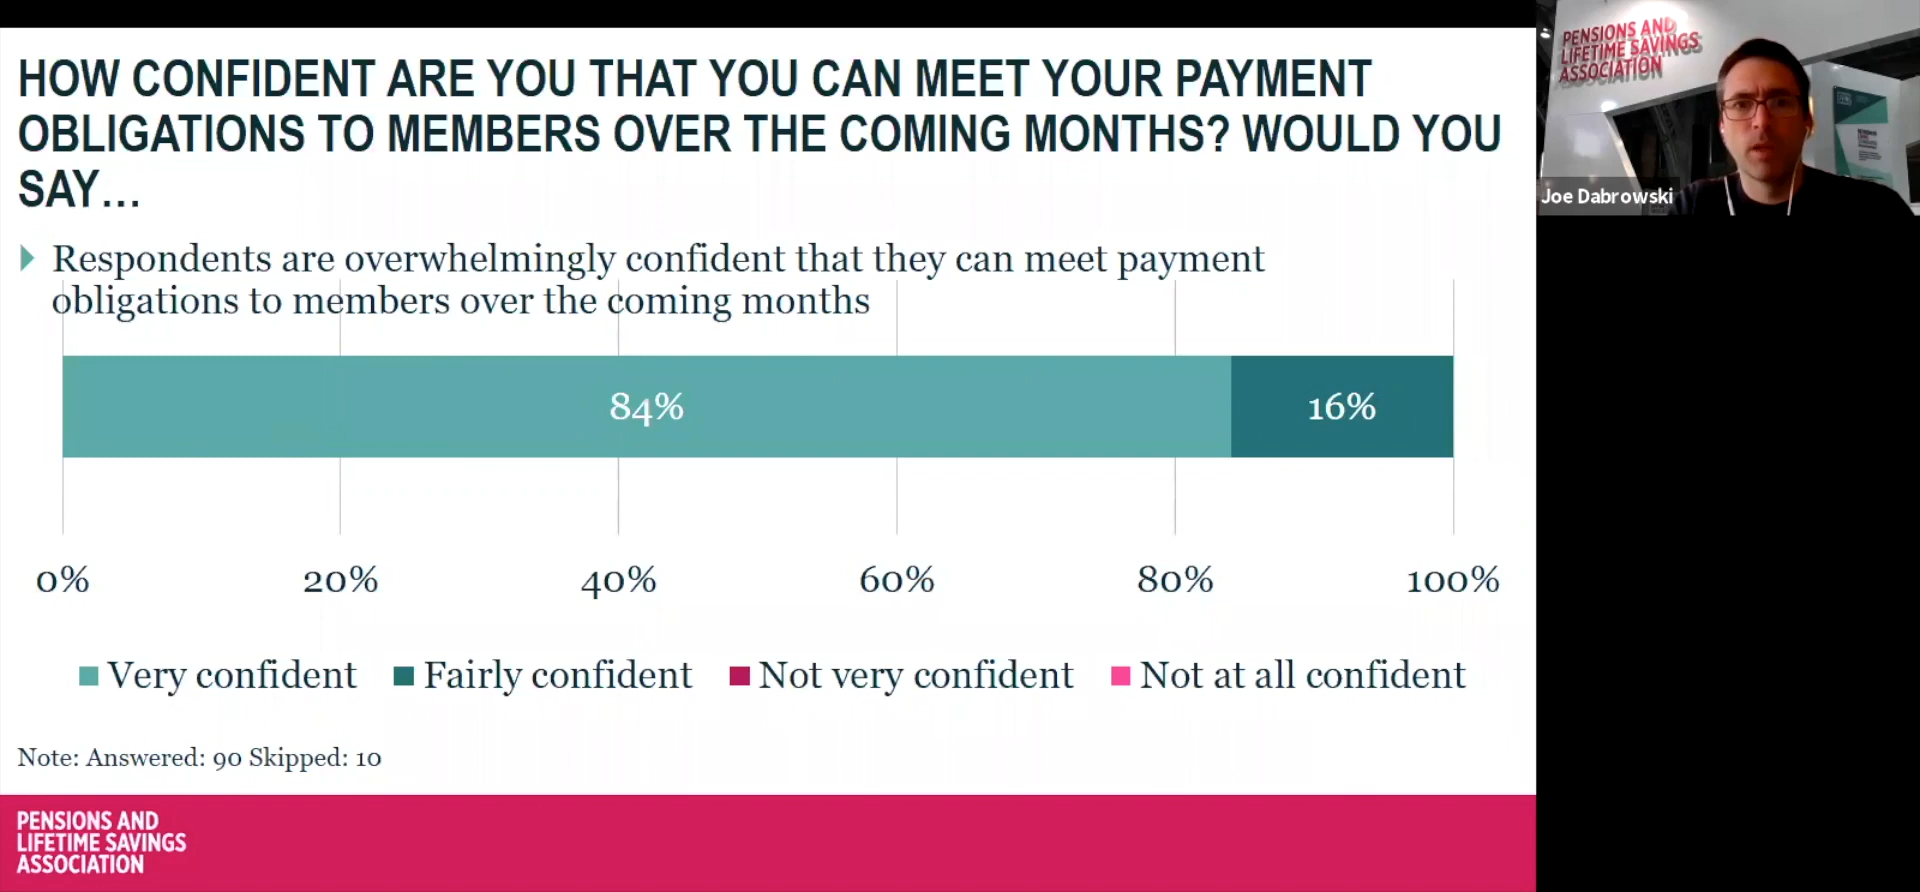 HOW CONFIDENT ARE YOU THAT YOU CAN MEET YOUR PAYMENT
OBLIGATIONS TO MEMBERS OVER THE COMING MONTHS? WOULD YOU
SAY...
Respondents are overwhelmingly confident that they can meet payment
obligations to members over the coming months
84%
16%
0%
20%
40%
60%
80%
100%
Very confident
Fairly confident
Not very confident
Not at all confident
Note: Answered: 90 Skipped: 10
PENSIONS AND
LIFETIME SAVINGS
ASSOCIATION
PENSIONS AND
LIFETIME SAVINGS
ASSOCIATION
Joe Dabrowski